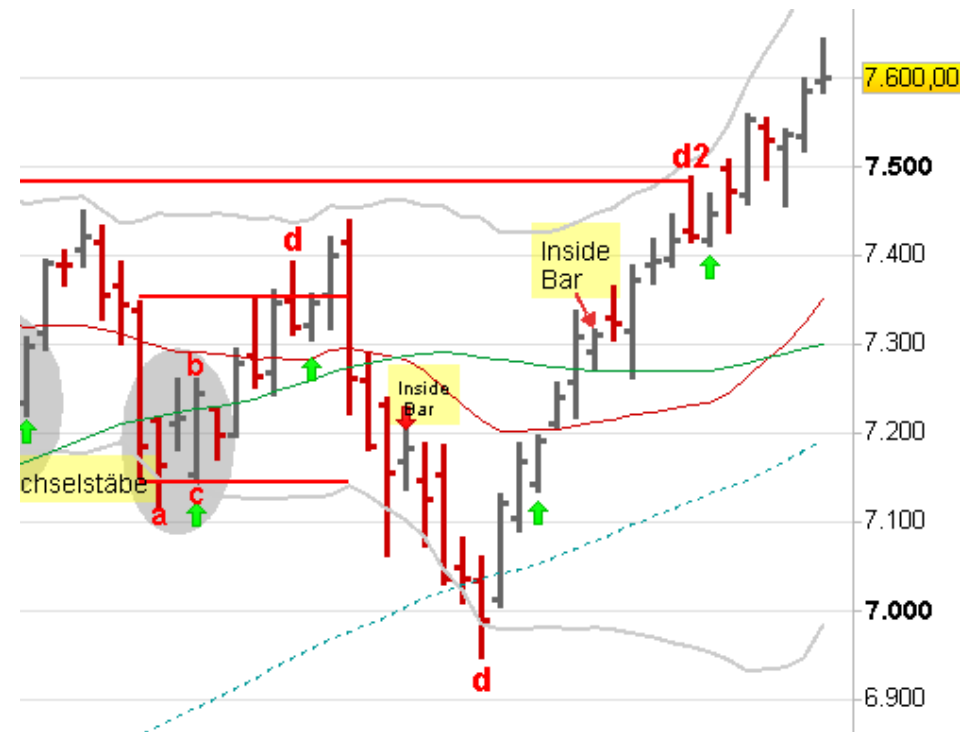 7.600,00
d2
7.500
d
Inside
Bar
7.400
7.300
b
Inside
Bar
7.200
chselstäbe
c
a
7.100
7.000
d
6.900